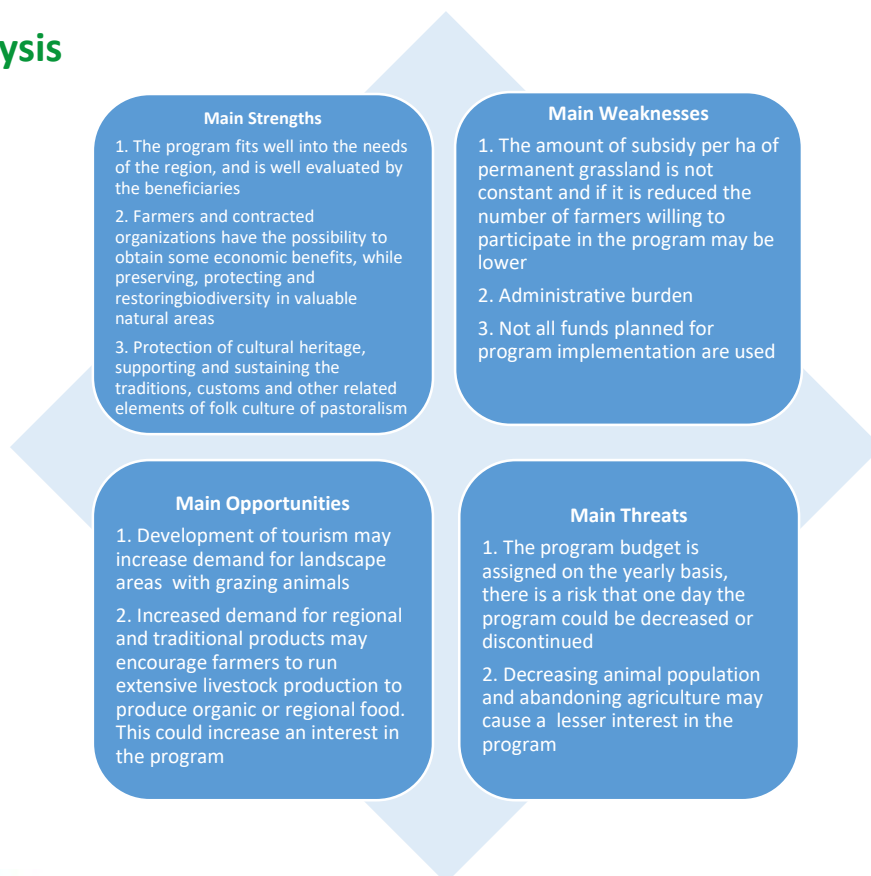 ysis
Main Strengths
1. The program fits well into the needs
of the region, and is well evaluated by
the beneficiaries
2. Farmers and contracted
organizations have the possibility to
obtain some economic benefits, while
preserving, protecting and
restoringbiodiversity in valuable
natural areas
3. Protection of cultural heritage,
supporting and sustaining the
traditions, customs and other related
elements of folk culture of pastoralism
Main Weaknesses
1. The amount of subsidy per ha of
permanent grassland is not
constant and if it is reduced the
number of farmers willing to
participate in the program may be
lower
2. Administrative burden
3. Not all funds planned for
program implementation are used
Main Opportunities
1. Development of tourism may
increase demand for landscape
areas with grazing animals
2. Increased demand for regional
and traditional products may
encourage farmers to run
extensive livestock production to
produce organic or regional food.
This could increase an interest in
the program
Main Threats
1. The program budget is
assigned on the yearly basis,
there is a risk that one day the
program could be decreased or
discontinued
2. Decreasing animal population
and abandoning agriculture may
cause a lesser interest in the
program